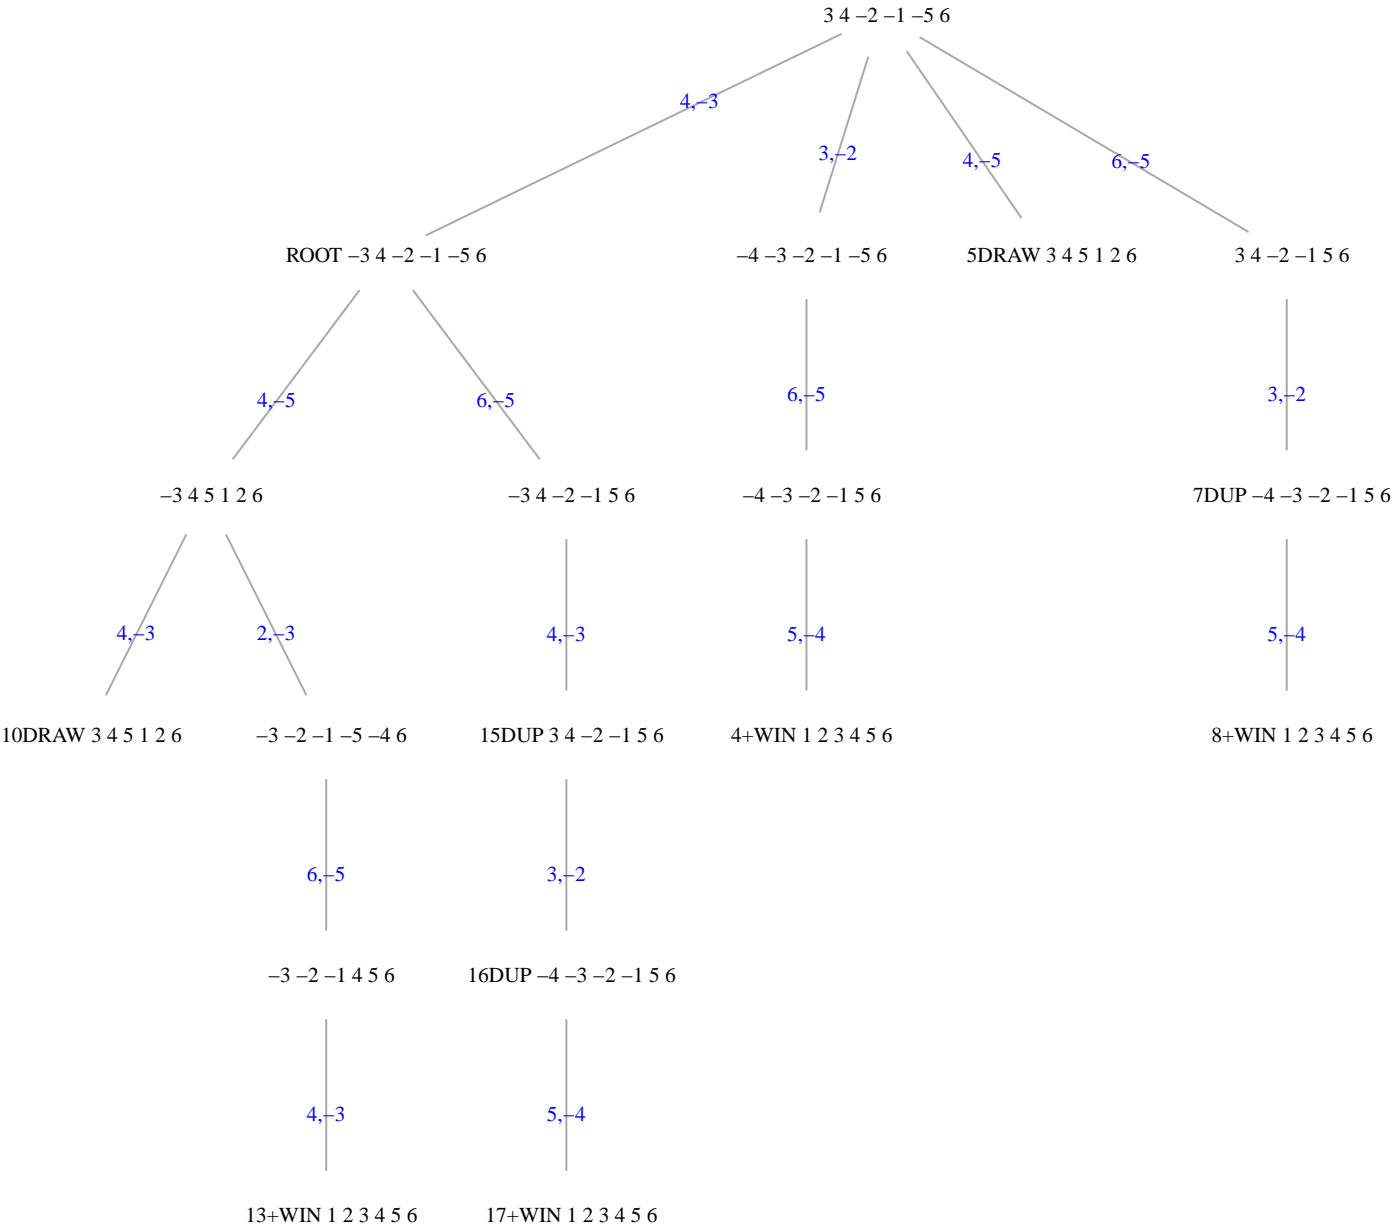 3 4 −2 −1 −5 6
4,−3
3,−2
4,−5
6,−5
ROOT −3 4 −2 −1 −5 6
−4 −3 −2 −1 −5 6
5DRAW 3 4 5 1 2 6
3 4 −2 −1 5 6
4,−5
6,−5
6,−5
3,−2
−3 4 5 1 2 6
−3 4 −2 −1 5 6
−4 −3 −2 −1 5 6
7DUP −4 −3 −2 −1 5 6
4,−3
2,−3
4,−3
5,−4
5,−4
10DRAW 3 4 5 1 2 6
−3 −2 −1 −5 −4 6
15DUP 3 4 −2 −1 5 6
4+WIN 1 2 3 4 5 6
8+WIN 1 2 3 4 5 6
6,−5
3,−2
−3 −2 −1 4 5 6
16DUP −4 −3 −2 −1 5 6
4,−3
5,−4
13+WIN 1 2 3 4 5 6
17+WIN 1 2 3 4 5 6